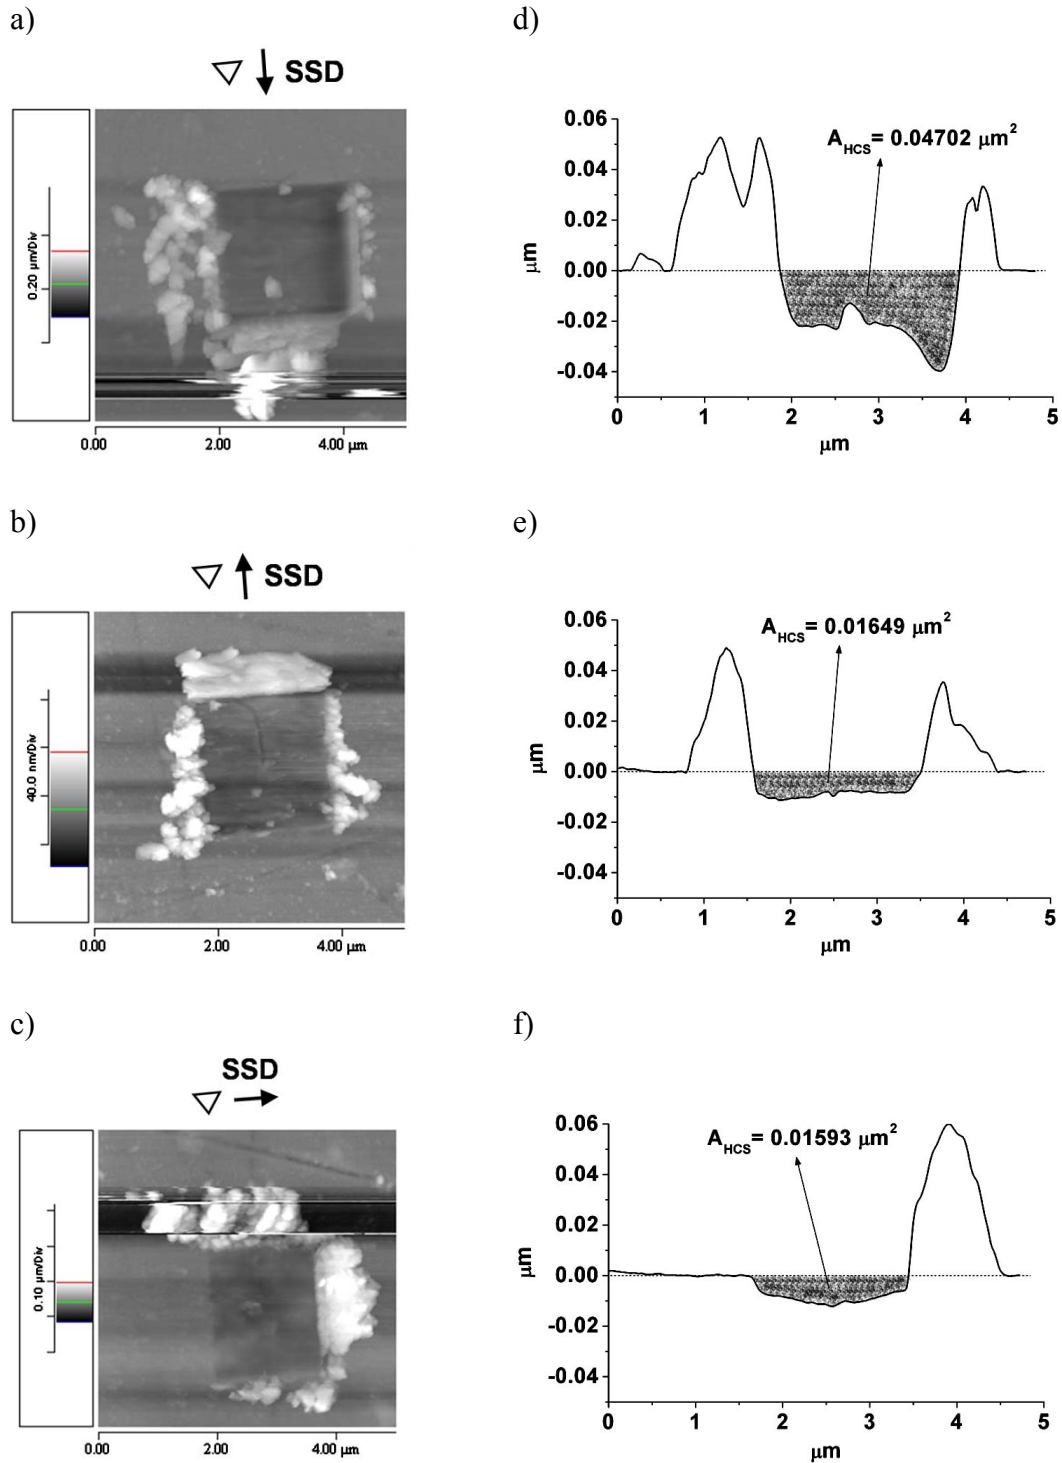 a)
SSD
0.20 µm/Div
0.00 2.00 4.00 µm
d)
0.06
0.04
0.02
0.00
-0.02
-0.04
µm
A_HCS= 0.04702 µm²
0 1 2 3 4 5
µm
b)
SSD
40.0 nm/Div
0.00 2.00 4.00 µm
e)
0.06
0.04
0.02
0.00
-0.02
-0.04
µm
A_HCS= 0.01649 µm²
0 1 2 3 4 5
µm
c)
SSD
0.10 µm/Div
0.00 2.00 4.00 µm
f)
0.06
0.04
0.02
0.00
-0.02
-0.04
µm
A_HCS= 0.01593 µm²
0 1 2 3 4 5
µm